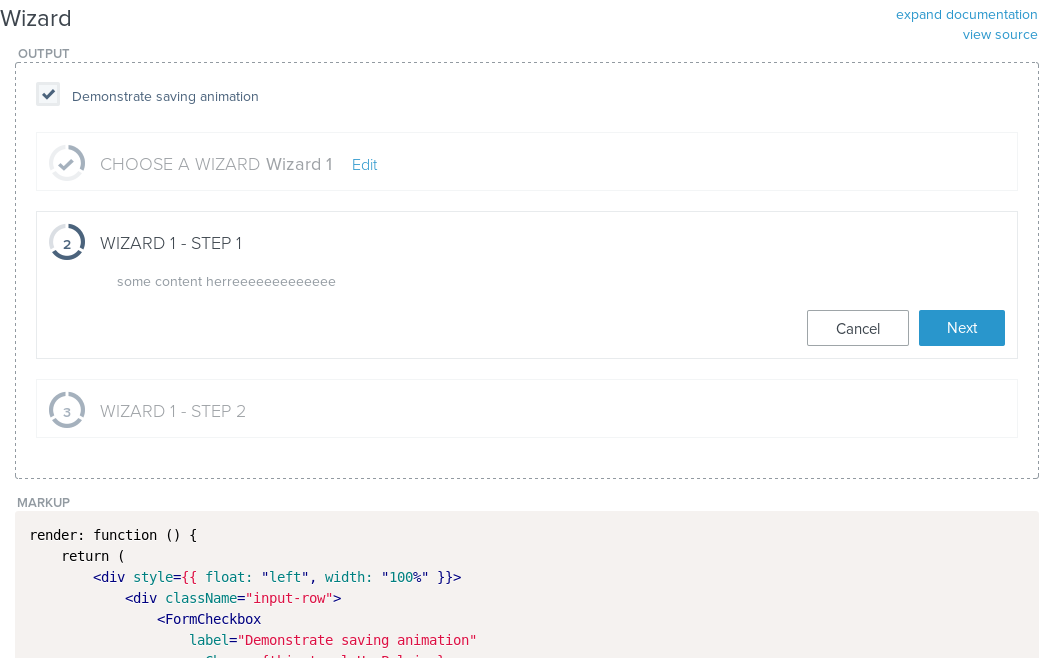 Wizard
expand documentation
view source
OUTPUT
Demonstrate saving animation
CHOOSE A WIZARD Wizard 1 Edit
2 WIZARD 1 - STEP 1
some content herreeeeeeeeeeeee
Cancel Next
3 WIZARD 1 - STEP 2
MARKUP
render: function () {
return (
<div style={{ float: "left", width: "100%" }}>
<div className="input-row">
<FormCheckbox
label="Demonstrate saving animation"